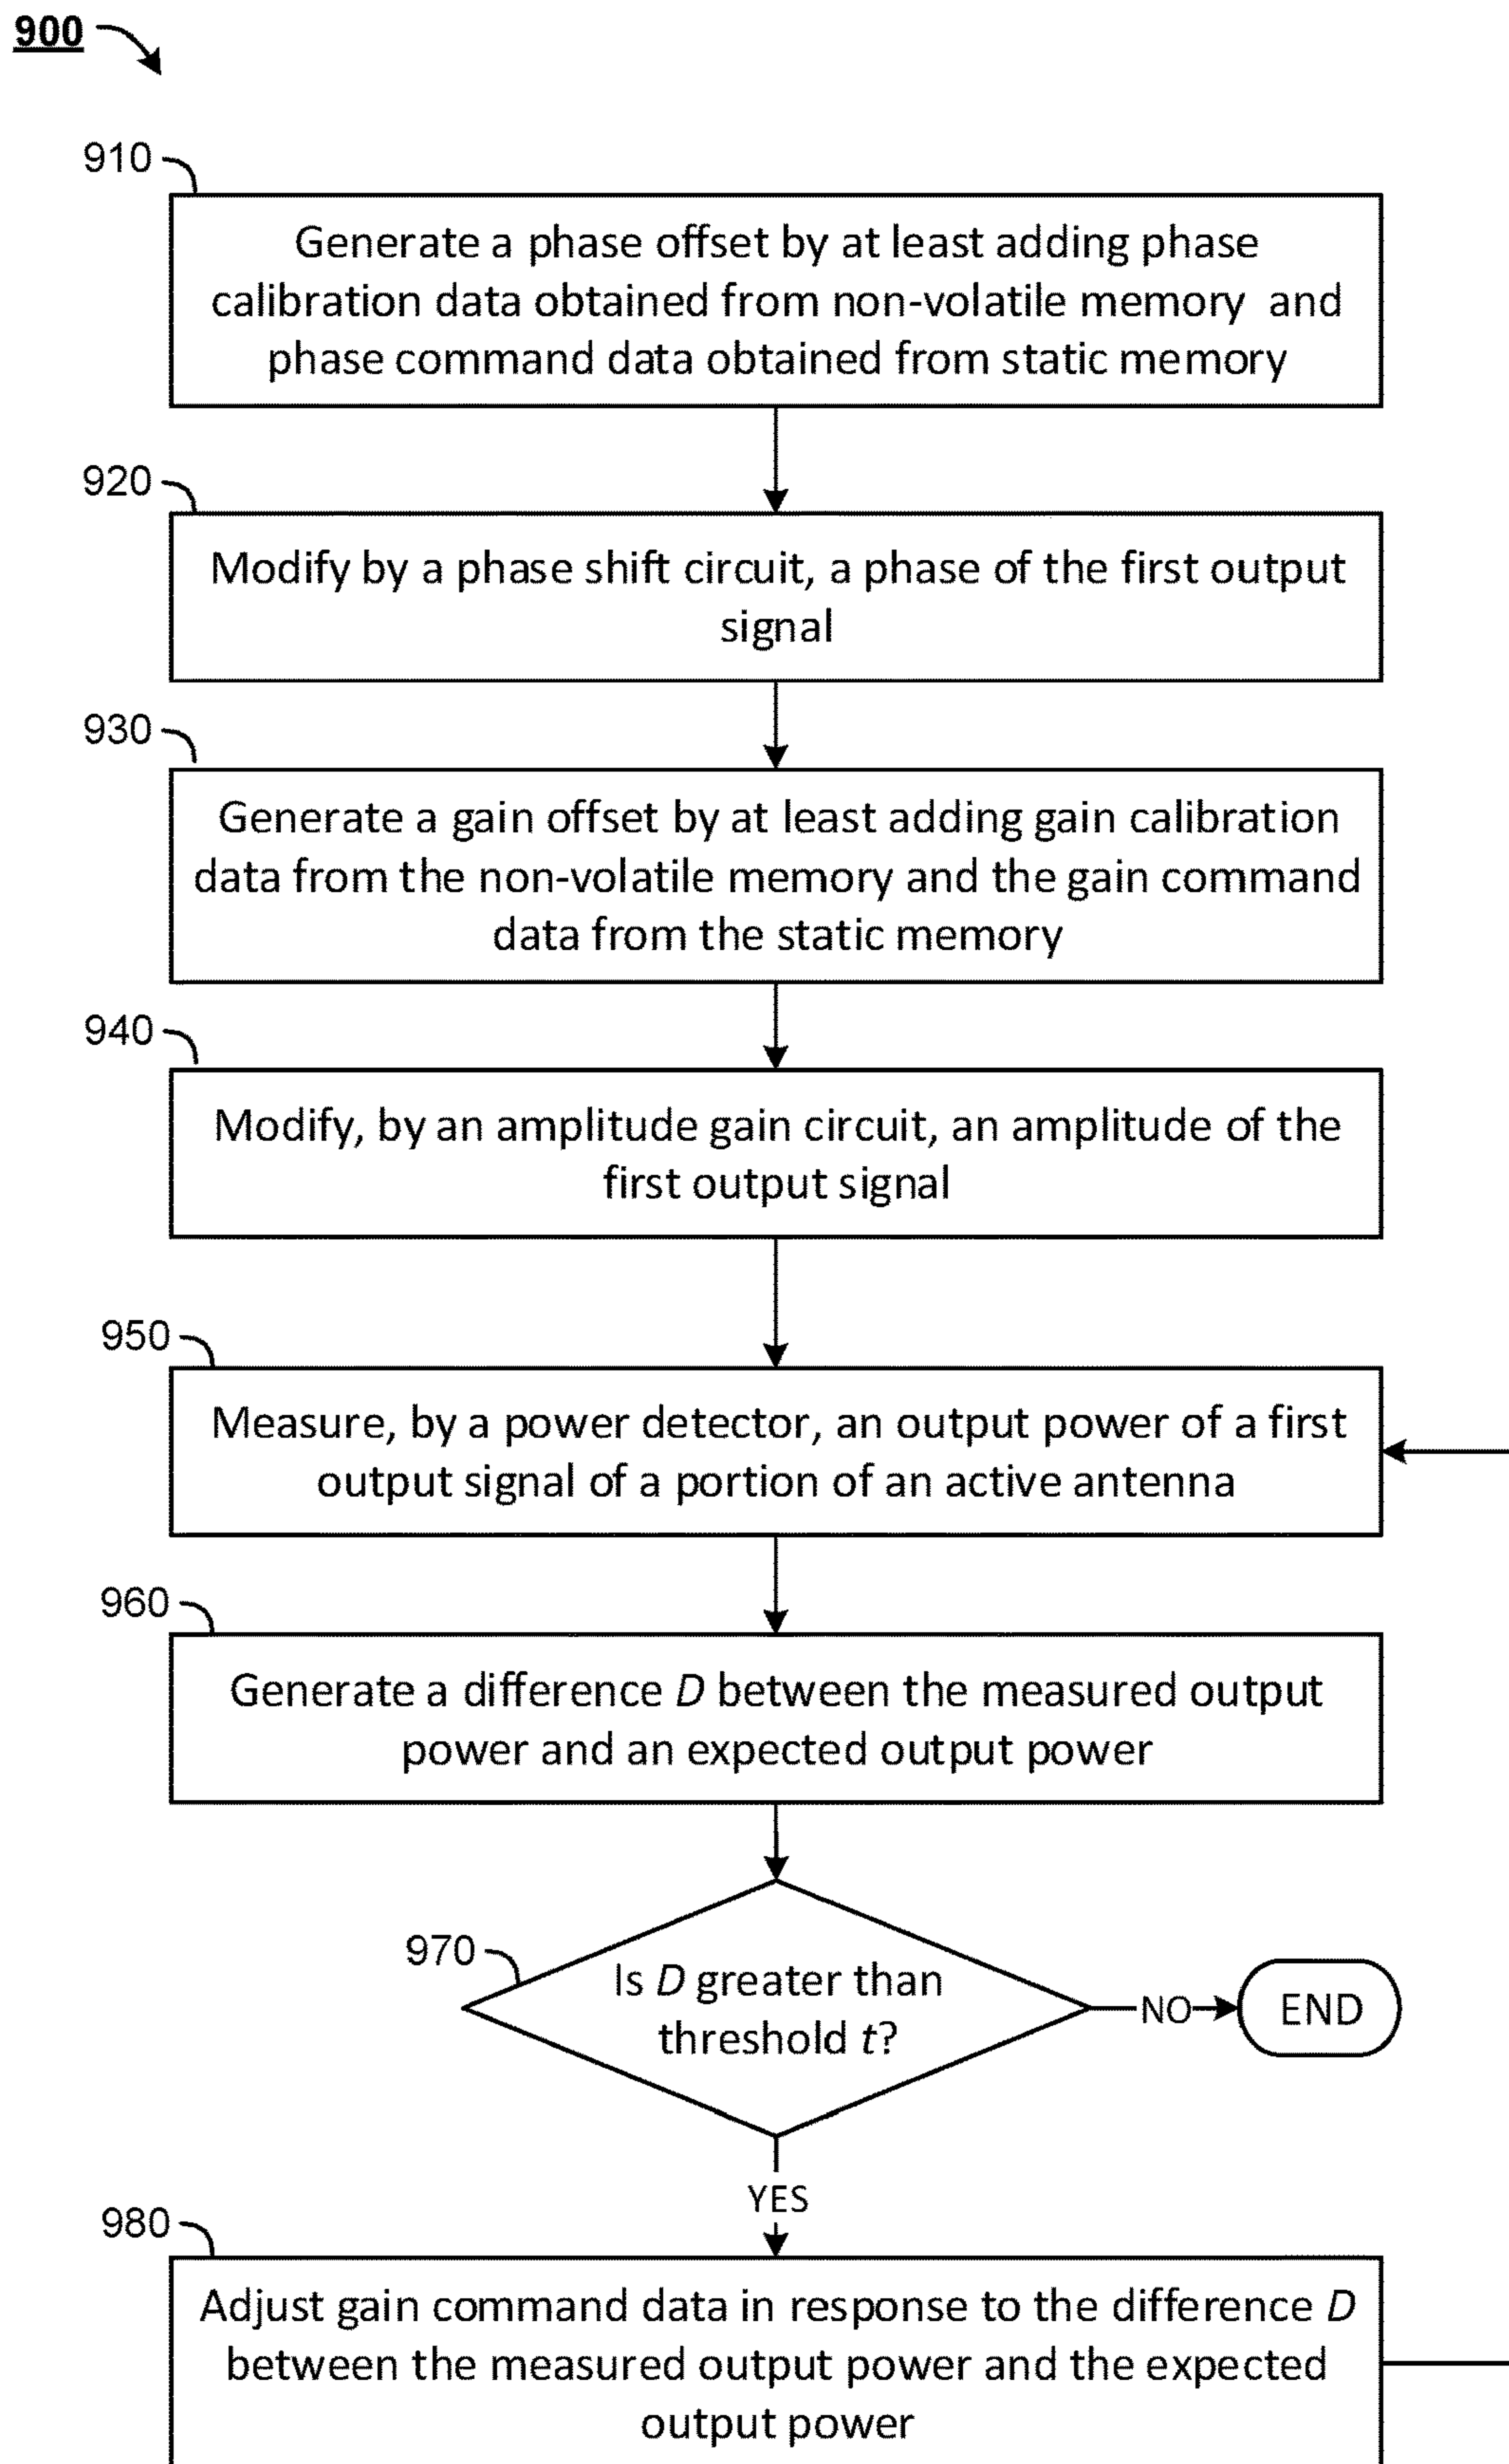 900
910
Generate a phase offset by at least adding phase
calibration data obtained from non-volatile memory and
phase command data obtained from static memory
920
Modify by a phase shift circuit, a phase of the first output
signal
930
Generate a gain offset by at least adding gain calibration
data from the non-volatile memory and the gain command
data from the static memory
940
Modify, by an amplitude gain circuit, an amplitude of the
first output signal
950
Measure, by a power detector, an output power of a first
output signal of a portion of an active antenna
960
Generate a difference D between the measured output
power and an expected output power
970
Is D greater than
threshold t?
NO
END
YES
980
Adjust gain command data in response to the difference D
between the measured output power and the expected
output power